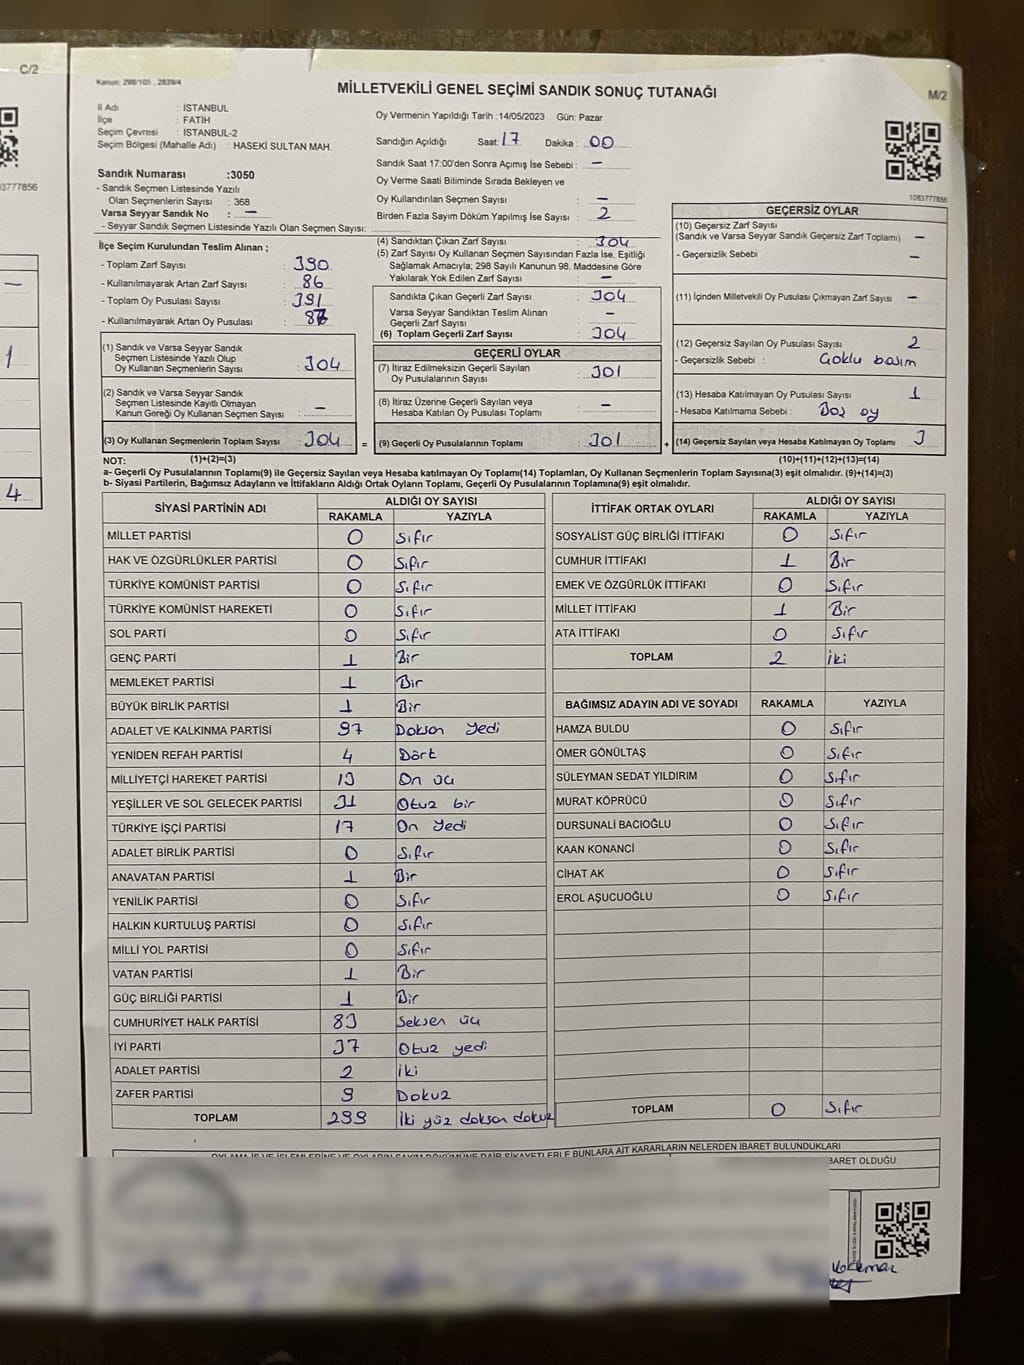 C/2
3777856
1
4
Kanun: 298/105 , 2839/4
MİLLETVEKİLİ GENEL SEÇİMİ SANDIK SONUÇ TUTANAĞI
M/2
İl Adı : İSTANBUL
İlçe : FATİH
Seçim Çevresi : İSTANBUL-2
Seçim Bölgesi (Mahalle Adı) : HASEKİ SULTAN MAH.
Oy Vermenin Yapıldığı Tarih : 14/05/2023 Gün: Pazar
Sandığın Açıldığı Saat: 17 Dakika : 00
Sandık Saat 17:00'den Sonra Açımış İse Sebebi : –
Oy Verme Saati Bitiminde Sırada Bekleyen ve
Oy Kullandırılan Seçmen Sayısı : –
Birden Fazla Sayım Döküm Yapılmış İse Sayısı : 2
1083777856
Sandık Numarası :3050
- Sandık Seçmen Listesinde Yazılı
Olan Seçmenlerin Sayısı : 368
Varsa Seyyar Sandık No : –
- Seyyar Sandık Seçmen Listesinde Yazılı Olan Seçmen Sayısı:
İlçe Seçim Kurulundan Teslim Alınan ;
- Toplam Zarf Sayısı : 390
- Kullanılmayarak Artan Zarf Sayısı : 86
- Toplam Oy Pusulası Sayısı : 391
- Kullanılmayarak Artan Oy Pusulası : 87
(1) Sandık ve Varsa Seyyar Sandık
Seçmen Listesinde Yazılı Olup
Oy Kullanan Seçmenlerin Sayısı : 304
(2) Sandık ve Varsa Seyyar Sandık
Seçmen Listesinde Kayıtlı Olmayan
Kanun Gereği Oy Kullanan Seçmen Sayısı : –
(3) Oy Kullanan Seçmenlerin Toplam Sayısı : 304
(4) Sandıktan Çıkan Zarf Sayısı : 304
(5) Zarf Sayısı Oy Kullanan Seçmen Sayısından Fazla İse, Eşitliği
Sağlamak Amacıyla; 298 Sayılı Kanunun 98. Maddesine Göre
Yakılarak Yok Edilen Zarf Sayısı : –
Sandıkta Çıkan Geçerli Zarf Sayısı : 304
Varsa Seyyar Sandıktan Teslim Alınan
Geçerli Zarf Sayısı : –
(6) Toplam Geçerli Zarf Sayısı : 304
GEÇERLİ OYLAR
(7) İtiraz Edilmeksizin Geçerli Sayılan
Oy Pusulalarının Sayısı : 301
(8) İtiraz Üzerine Geçerli Sayılan veya
Hesaba Katılan Oy Pusulası Toplamı : –
= (9) Geçerli Oy Pusulalarının Toplamı : 301
GEÇERSİZ OYLAR
(10) Geçersiz Zarf Sayısı
(Sandık ve Varsa Seyyar Sandık Geçersiz Zarf Toplamı) –
- Geçersizlik Sebebi : –
(11) İçinden Milletvekili Oy Pusulası Çıkmayan Zarf Sayısı –
(12) Geçersiz Sayılan Oy Pusulası Sayısı : 2
- Geçersizlik Sebebi : Çoklu basım
(13) Hesaba Katılmayan Oy Pusulası Sayısı : 1
- Hesaba Katılmama Sebebi : Boş oy
+ (14) Geçersiz Sayılan veya Hesaba Katılmayan Oy Toplamı 3
NOT: (1)+(2)=(3) (10)+(11)+(12)+(13)=(14)
a- Geçerli Oy Pusulalarının Toplamı(9) ile Geçersiz Sayılan veya Hesaba katılmayan Oy Toplamı(14) Toplamları, Oy Kullanan Seçmenlerin Toplam Sayısına(3) eşit olmalıdır. (9)+(14)=(3)
b- Siyasi Partilerin, Bağımsız Adayların ve İttifakların Aldığı Ortak Oyların Toplamı, Geçerli Oy Pusulalarının Toplamına(9) eşit olmalıdır.
SİYASİ PARTİNİN ADI ALDIĞI OY SAYISI
RAKAMLA YAZIYLA
MİLLET PARTİSİ 0 Sıfır
HAK VE ÖZGÜRLÜKLER PARTİSİ 0 Sıfır
TÜRKİYE KOMÜNİST PARTİSİ 0 Sıfır
TÜRKİYE KOMÜNİST HAREKETİ 0 Sıfır
SOL PARTİ 0 Sıfır
GENÇ PARTİ 1 Bir
MEMLEKET PARTİSİ 1 Bir
BÜYÜK BİRLİK PARTİSİ 1 Bir
ADALET VE KALKINMA PARTİSİ 97 Doksan Yedi
YENİDEN REFAH PARTİSİ 4 Dört
MİLLİYETÇİ HAREKET PARTİSİ 13 On üç
YEŞİLLER VE SOL GELECEK PARTİSİ 31 Otuz bir
TÜRKİYE İŞÇİ PARTİSİ 17 On Yedi
ADALET BİRLİK PARTİSİ 0 Sıfır
ANAVATAN PARTİSİ 1 Bir
YENİLİK PARTİSİ 0 Sıfır
HALKIN KURTULUŞ PARTİSİ 0 Sıfır
MİLLİ YOL PARTİSİ 0 Sıfır
VATAN PARTİSİ 1 Bir
GÜÇ BİRLİĞİ PARTİSİ 1 Bir
CUMHURİYET HALK PARTİSİ 83 Seksen üç
İYİ PARTİ 37 Otuz yedi
ADALET PARTİSİ 2 iki
ZAFER PARTİSİ 9 Dokuz
TOPLAM 299 İki yüz doksan dokuz
İTTİFAK ORTAK OYLARI ALDIĞI OY SAYISI
RAKAMLA YAZIYLA
SOSYALİST GÜÇ BİRLİĞİ İTTİFAKI 0 Sıfır
CUMHUR İTTİFAKI 1 Bir
EMEK VE ÖZGÜRLÜK İTTİFAKI 0 Sıfır
MİLLET İTTİFAKI 1 Bir
ATA İTTİFAKI 0 Sıfır
TOPLAM 2 iki
BAĞIMSIZ ADAYIN ADI VE SOYADI RAKAMLA YAZIYLA
HAMZA BULDU 0 Sıfır
ÖMER GÖNÜLTAŞ 0 Sıfır
SÜLEYMAN SEDAT YILDIRIM 0 Sıfır
MURAT KÖPRÜCÜ 0 Sıfır
DURSUNALİ BACIOĞLU 0 Sıfır
KAAN KONANCİ 0 Sıfır
CİHAT AK 0 Sıfır
EROL AŞUCUOĞLU 0 Sıfır
TOPLAM 0 Sıfır
OYLAMA İŞ VE İŞLEMLERİNE VE OYLARIN SAYIM DÖKÜMÜNE DAİR ŞİKAYETLER İLE BUNLARA AİT KARARLARIN NELERDEN İBARET BULUNDUKLARI
BARET OLDUĞU